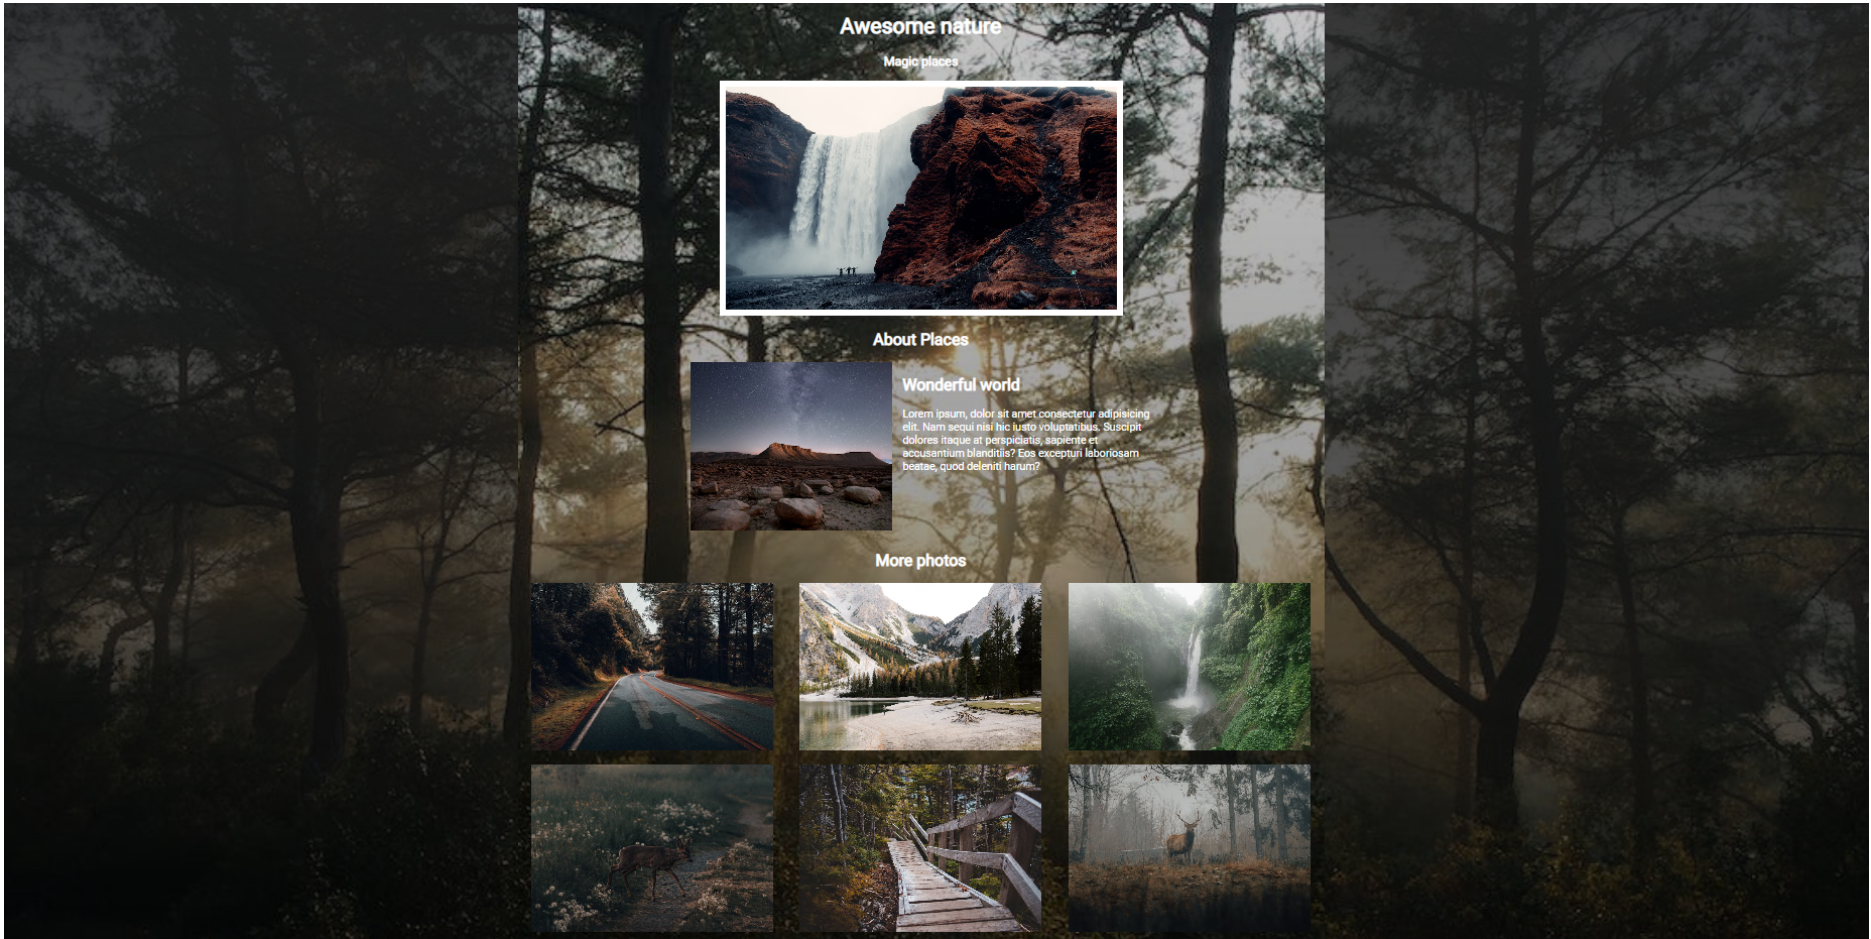 Awesome nature
Magic places
About Places
Wonderful world
Lorem ipsum, dolor sit amet consectetur adipisicing
elit. Nam sequi nisi hic iusto voluptatibus. Suscipit
dolores itaque at perspiciatis, sapiente et
accusantium blanditiis? Eos excepturi laboriosam
beatae, quod deleniti harum?
More photos